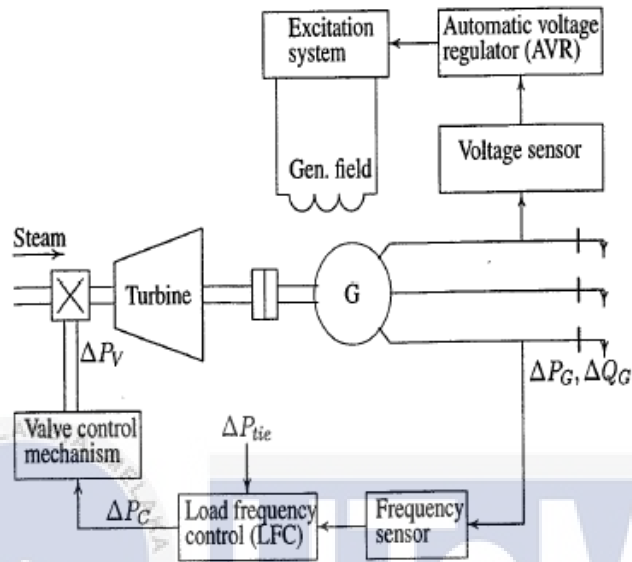 Excitation
system
Automatic voltage
regulator (AVR)
Gen. field
Voltage sensor
Steam
Turbine
G
ΔP_V
ΔP_G, ΔQ_G
Valve control
mechanism
ΔP_tie
ΔP_C
Load frequency
control (LFC)
Frequency
sensor